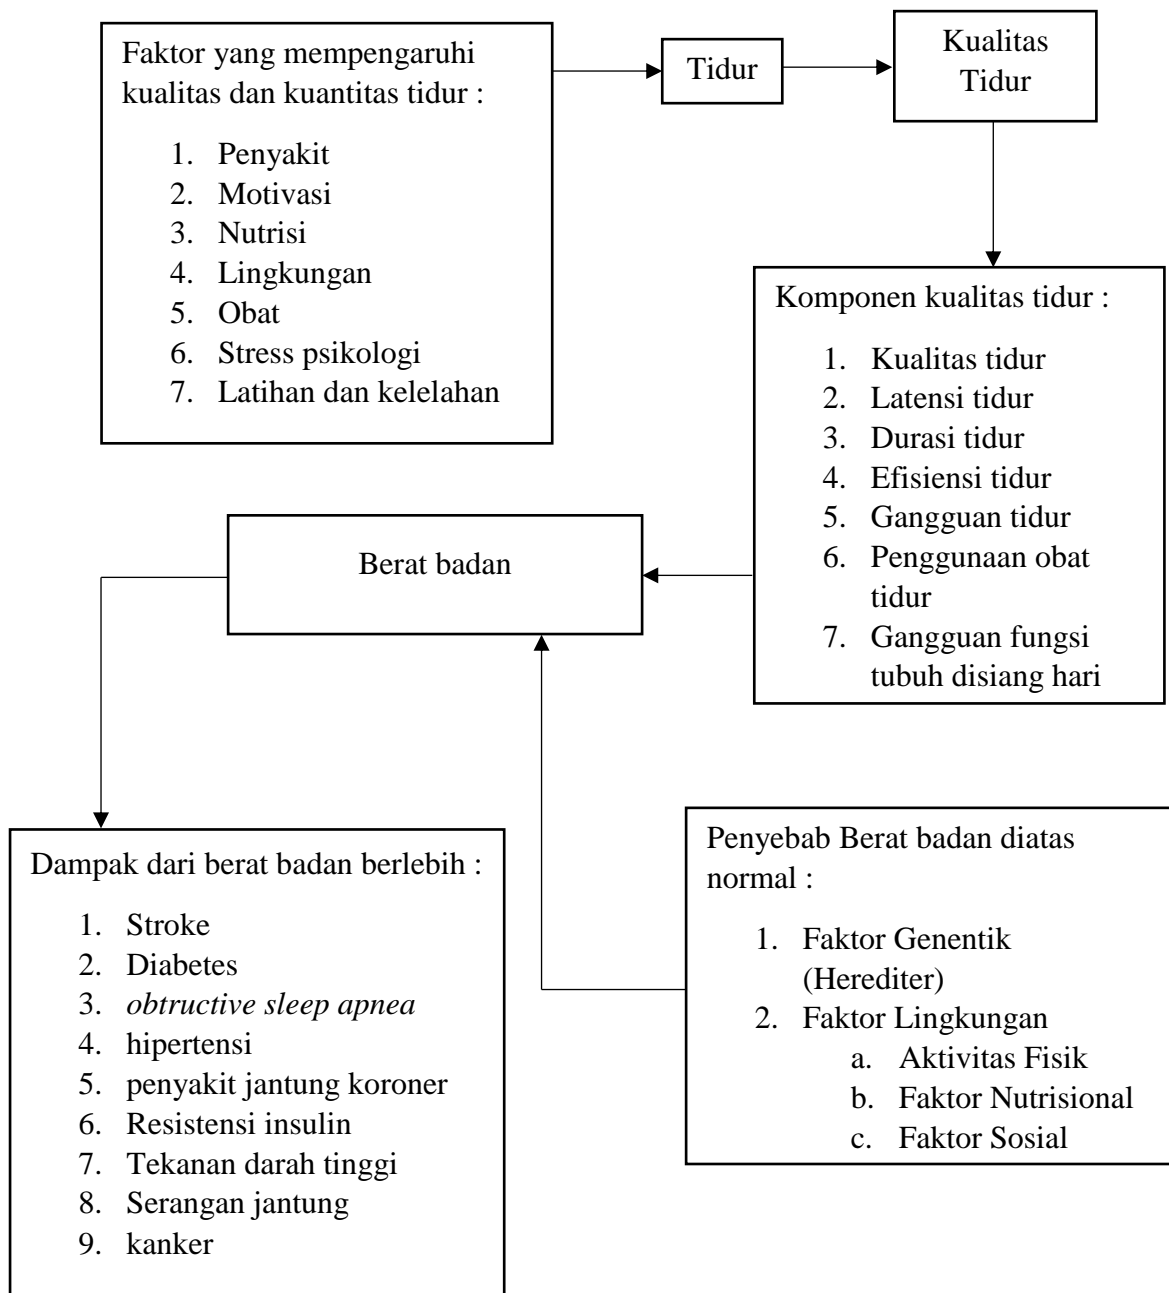 Faktor yang mempengaruhi
kualitas dan kuantitas tidur :
1. Penyakit
2. Motivasi
3. Nutrisi
4. Lingkungan
5. Obat
6. Stress psikologi
7. Latihan dan kelelahan
Tidur
Kualitas
Tidur
Komponen kualitas tidur :
1. Kualitas tidur
2. Latensi tidur
3. Durasi tidur
4. Efisiensi tidur
5. Gangguan tidur
6. Penggunaan obat
tidur
7. Gangguan fungsi
tubuh disiang hari
Berat badan
Dampak dari berat badan berlebih :
1. Stroke
2. Diabetes
3. obtructive sleep apnea
4. hipertensi
5. penyakit jantung koroner
6. Resistensi insulin
7. Tekanan darah tinggi
8. Serangan jantung
9. kanker
Penyebab Berat badan diatas
normal :
1. Faktor Genentik
(Herediter)
2. Faktor Lingkungan
a. Aktivitas Fisik
b. Faktor Nutrisional
c. Faktor Sosial